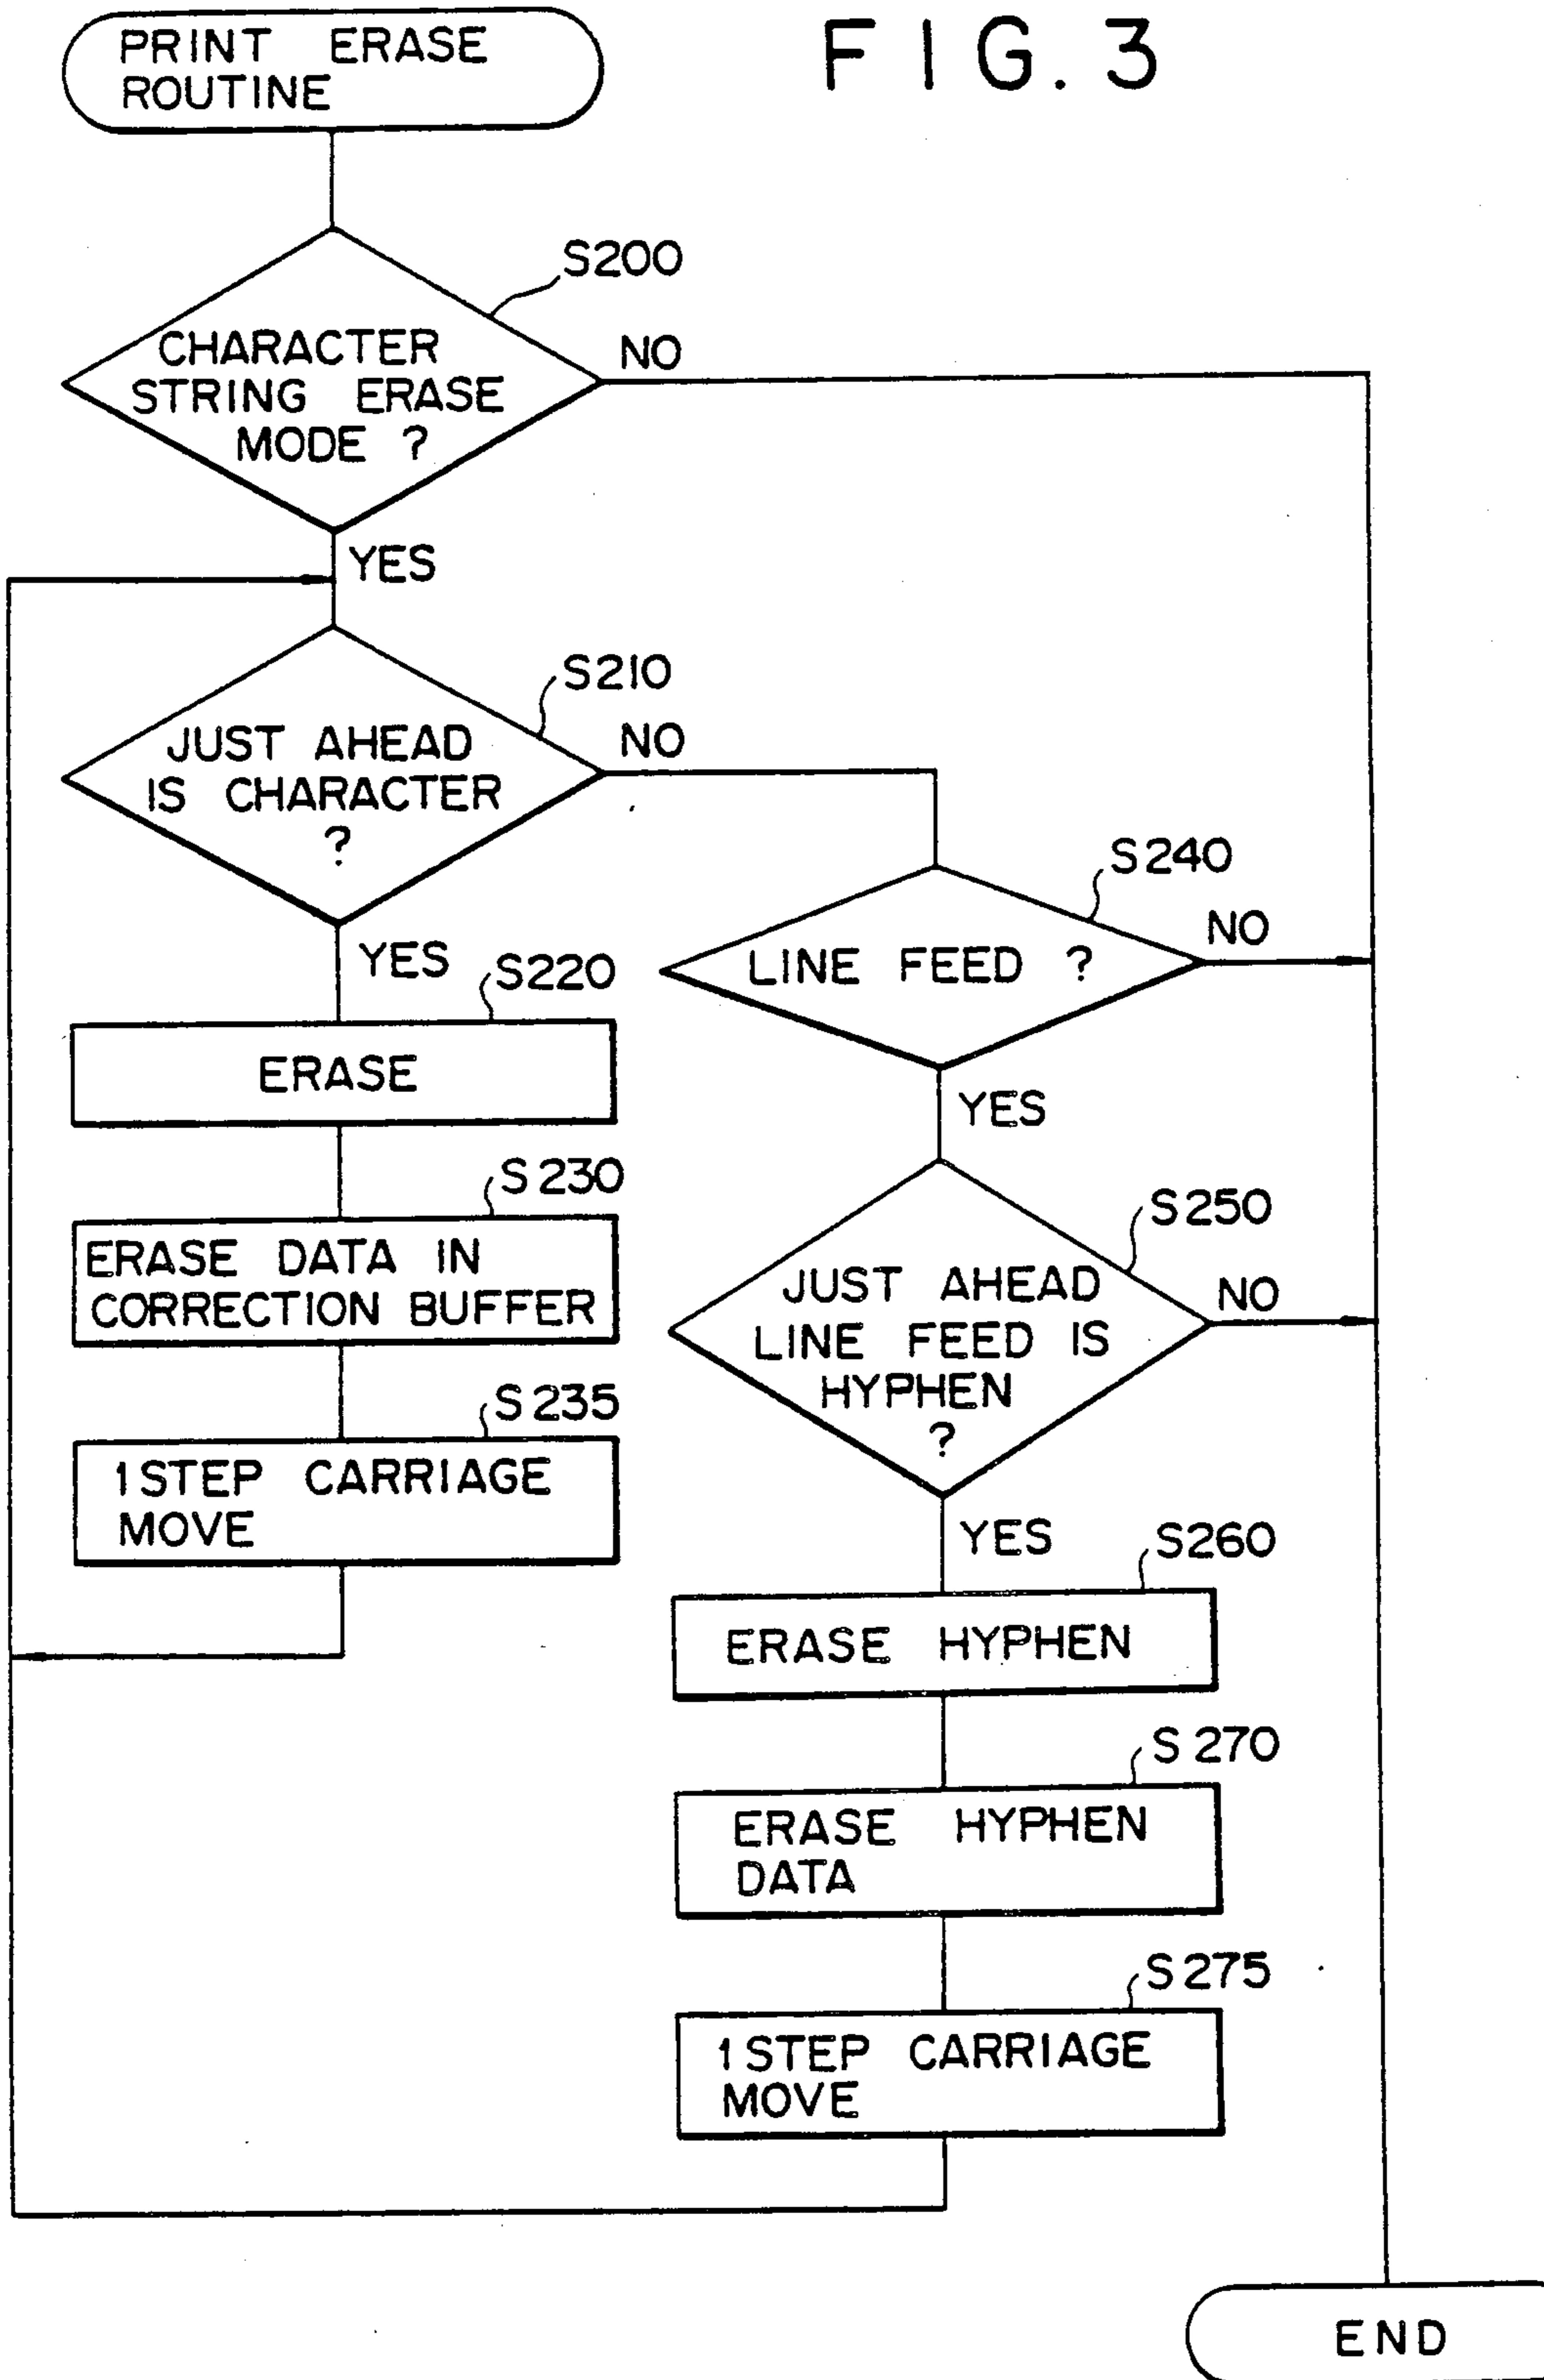 FIG. 3
PRINT ERASE
ROUTINE
S200
CHARACTER
STRING ERASE
MODE ?
NO
YES
S210
JUST AHEAD
IS CHARACTER
?
NO
YES
S220
ERASE
S230
ERASE DATA IN
CORRECTION BUFFER
S235
1 STEP CARRIAGE
MOVE
S240
LINE FEED ?
NO
YES
S250
JUST AHEAD
LINE FEED IS
HYPHEN
?
NO
YES
S260
ERASE HYPHEN
S270
ERASE HYPHEN
DATA
S275
1 STEP CARRIAGE
MOVE
END